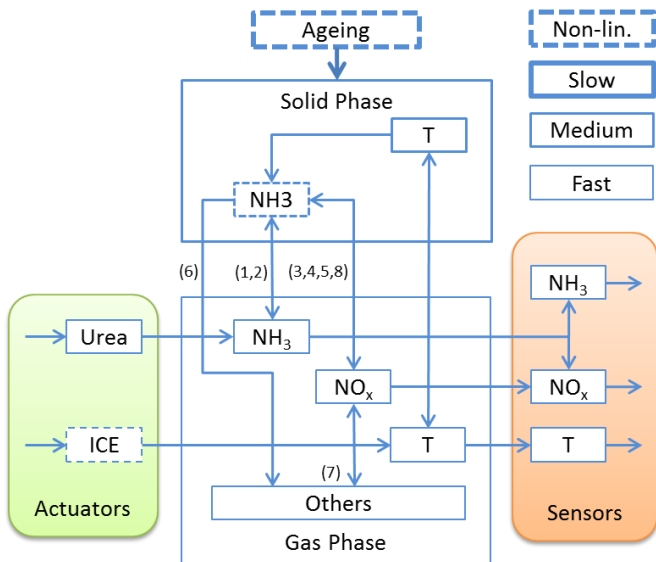 Ageing
Non-lin.
Solid Phase
Slow
T
Medium
NH3
Fast
(6)
(1,2)
(3,4,5,8)
NH₃
Urea
NH₃
NOₓ
NOₓ
ICE
T
T
(7)
Actuators
Others
Sensors
Gas Phase